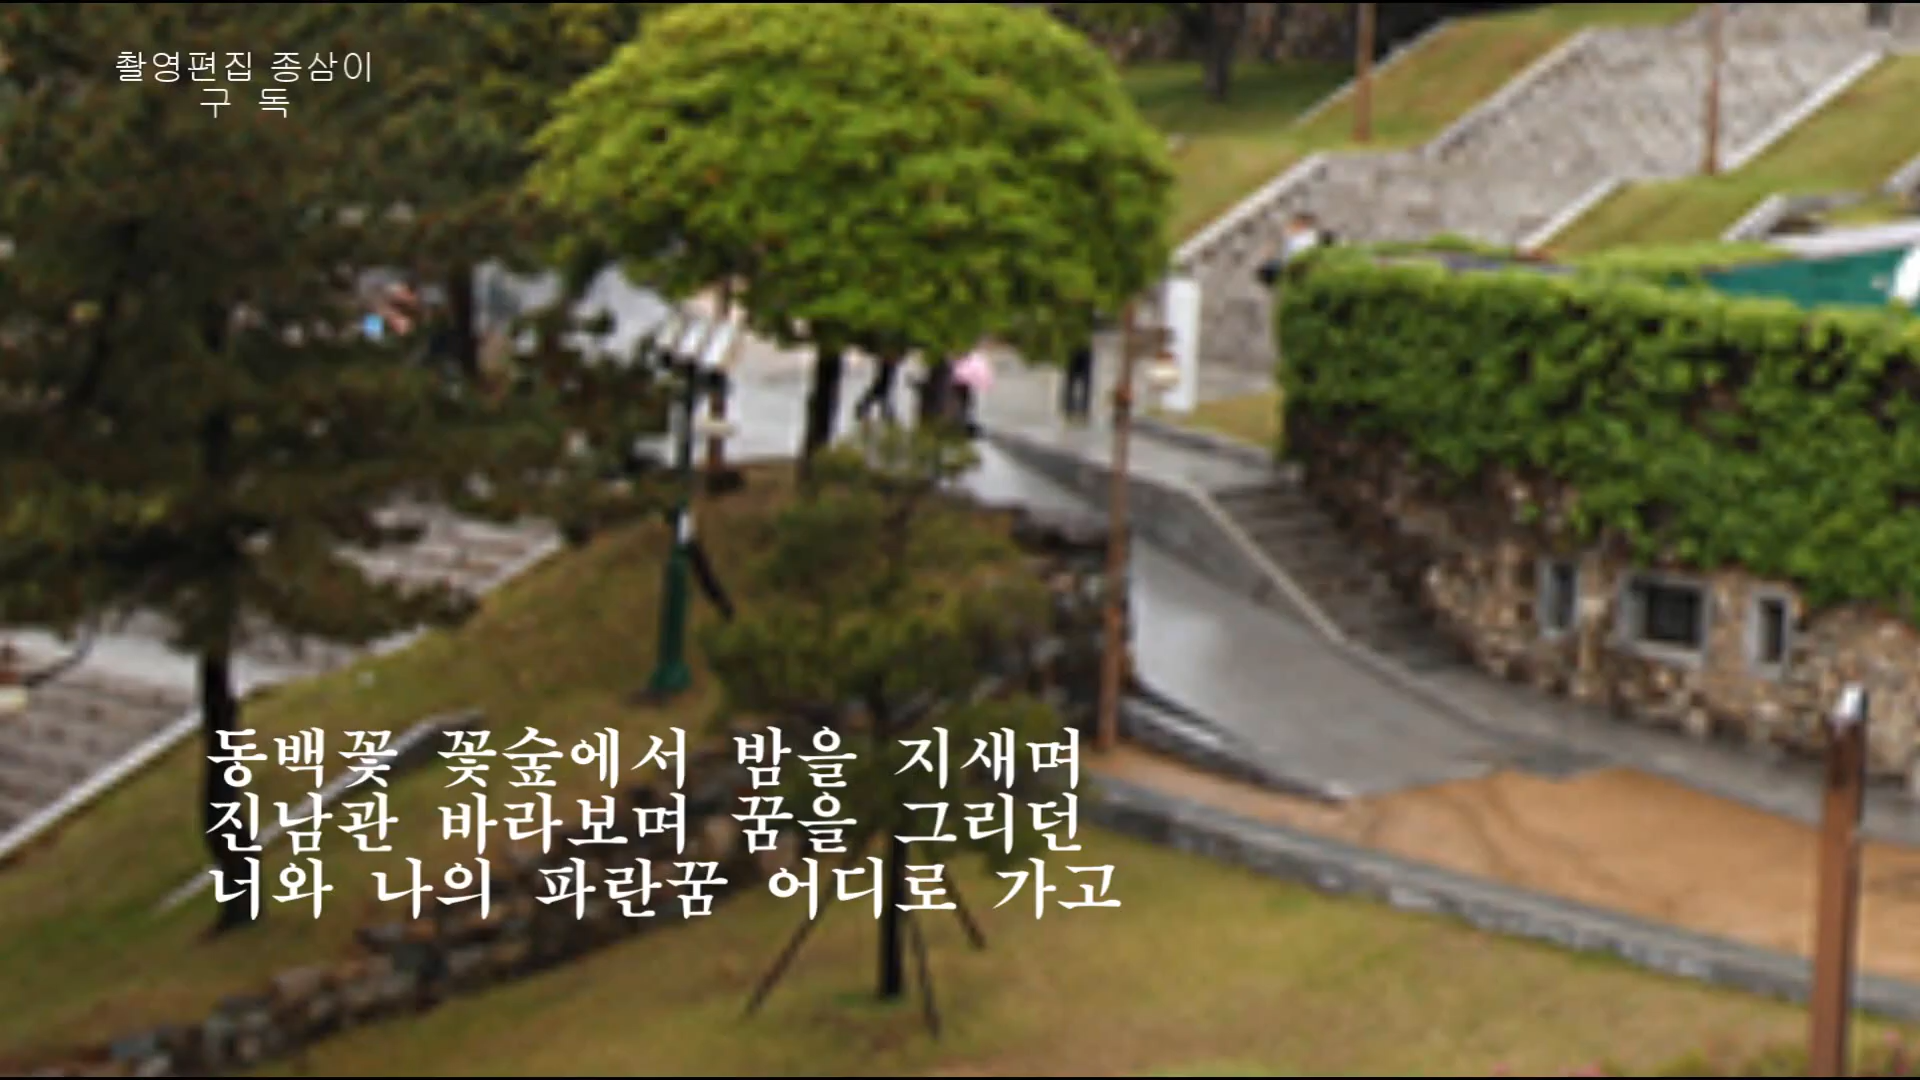 촬영편집 종삼이
구 독
동백꽃 꽃숲에서 밤을 지새며
진남관 바라보며 꿈을 그리던
너와 나의 파란꿈 어디로 가고